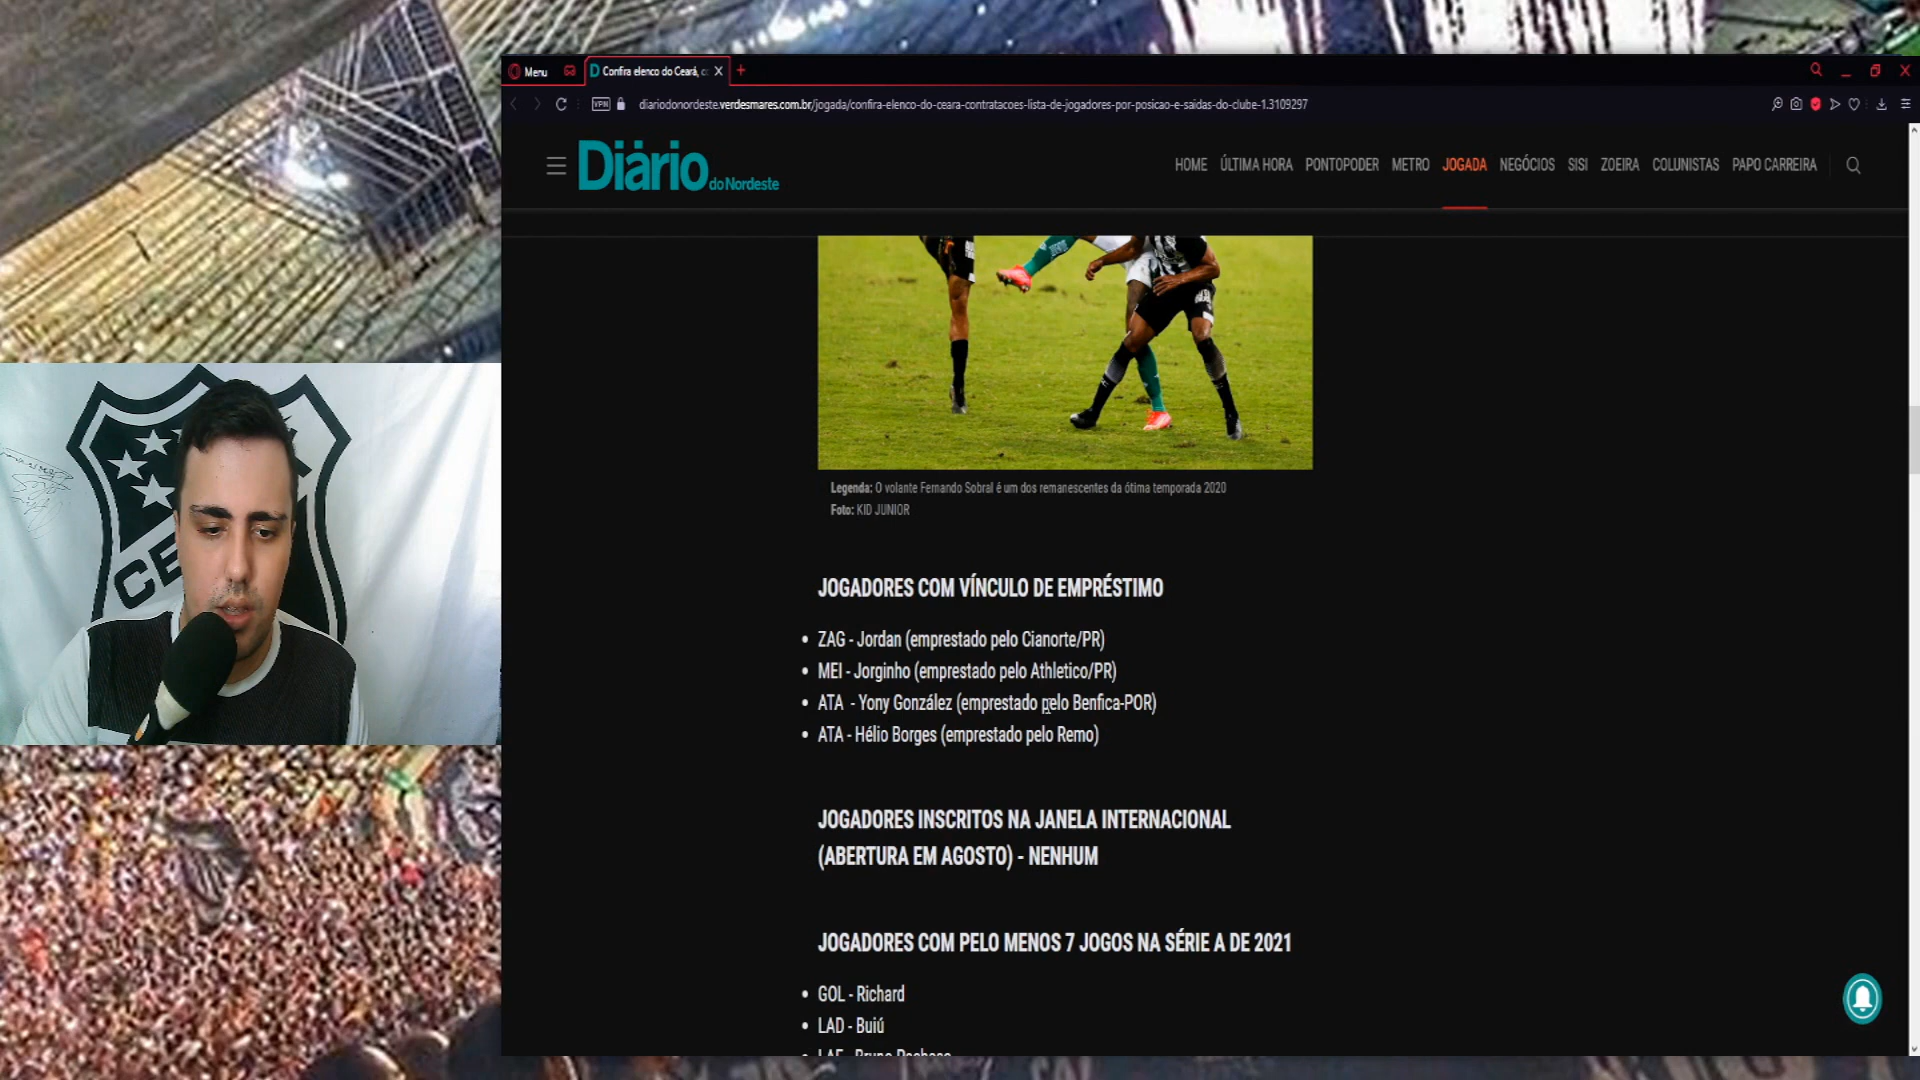 Menu
Confira elenco do Ceará, c
VPN
diariodonordeste.verdesmares.com.br/jogada/confira-elenco-do-ceara-contratacoes-lista-de-jogadores-por-posicao-e-saidas-do-clube-1.3109297
Diário do Nordeste
HOME ÚLTIMA HORA PONTOPODER METRO JOGADA NEGÓCIOS SISI ZOEIRA COLUNISTAS PAPO CARREIRA
Legenda: O volante Fernando Sobral é um dos remanescentes da ótima temporada 2020
Foto: KID JUNIOR
CE
JOGADORES COM VÍNCULO DE EMPRÉSTIMO
• ZAG - Jordan (emprestado pelo Cianorte/PR)
• MEI - Jorginho (emprestado pelo Athletico/PR)
• ATA - Yony González (emprestado pelo Benfica-POR)
• ATA - Hélio Borges (emprestado pelo Remo)
JOGADORES INSCRITOS NA JANELA INTERNACIONAL
(ABERTURA EM AGOSTO) - NENHUM
JOGADORES COM PELO MENOS 7 JOGOS NA SÉRIE A DE 2021
• GOL - Richard
• LAD - Buiú